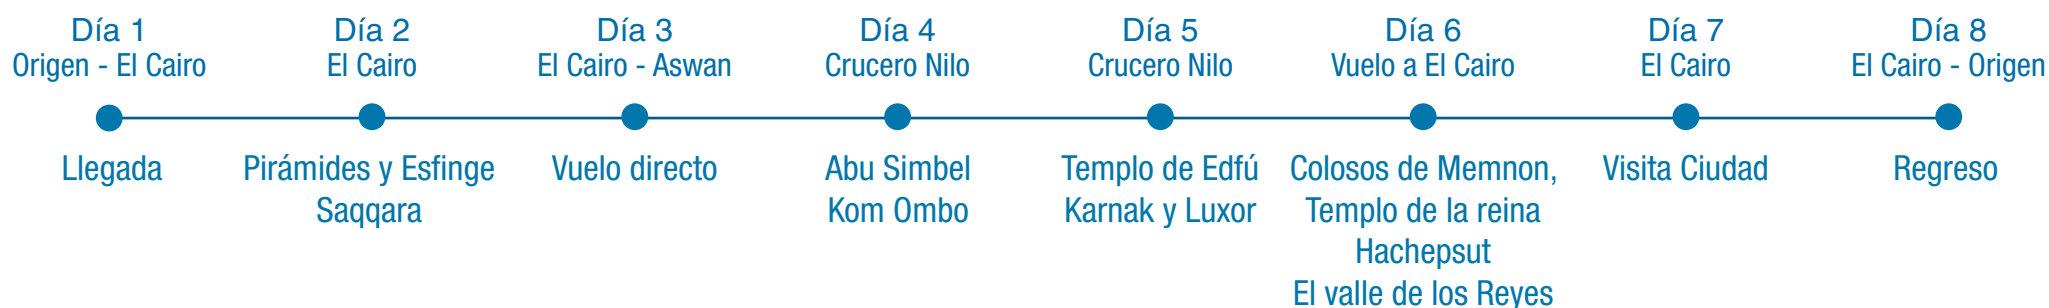 Día 1
Origen - El Cairo
Llegada
Día 2
El Cairo
Pirámides y Esfinge
Saqqara
Día 3
El Cairo - Aswan
Vuelo directo
Día 4
Crucero Nilo
Abu Simbel
Kom Ombo
Día 5
Crucero Nilo
Templo de Edfú
Karnak y Luxor
Día 6
Vuelo a El Cairo
Colosos de Memnon,
Templo de la reina
Hachepsut
El valle de los Reyes
Día 7
El Cairo
Visita Ciudad
Día 8
El Cairo - Origen
Regreso